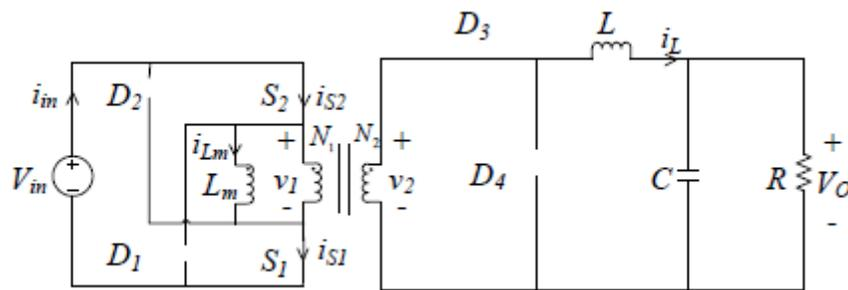 D3 L iL
iin D2 S2 iS2
iLm + N1 N2 +
+ - Vin Lm v1 v2 D4 C R + VO
- - -
D1 S1 iS1